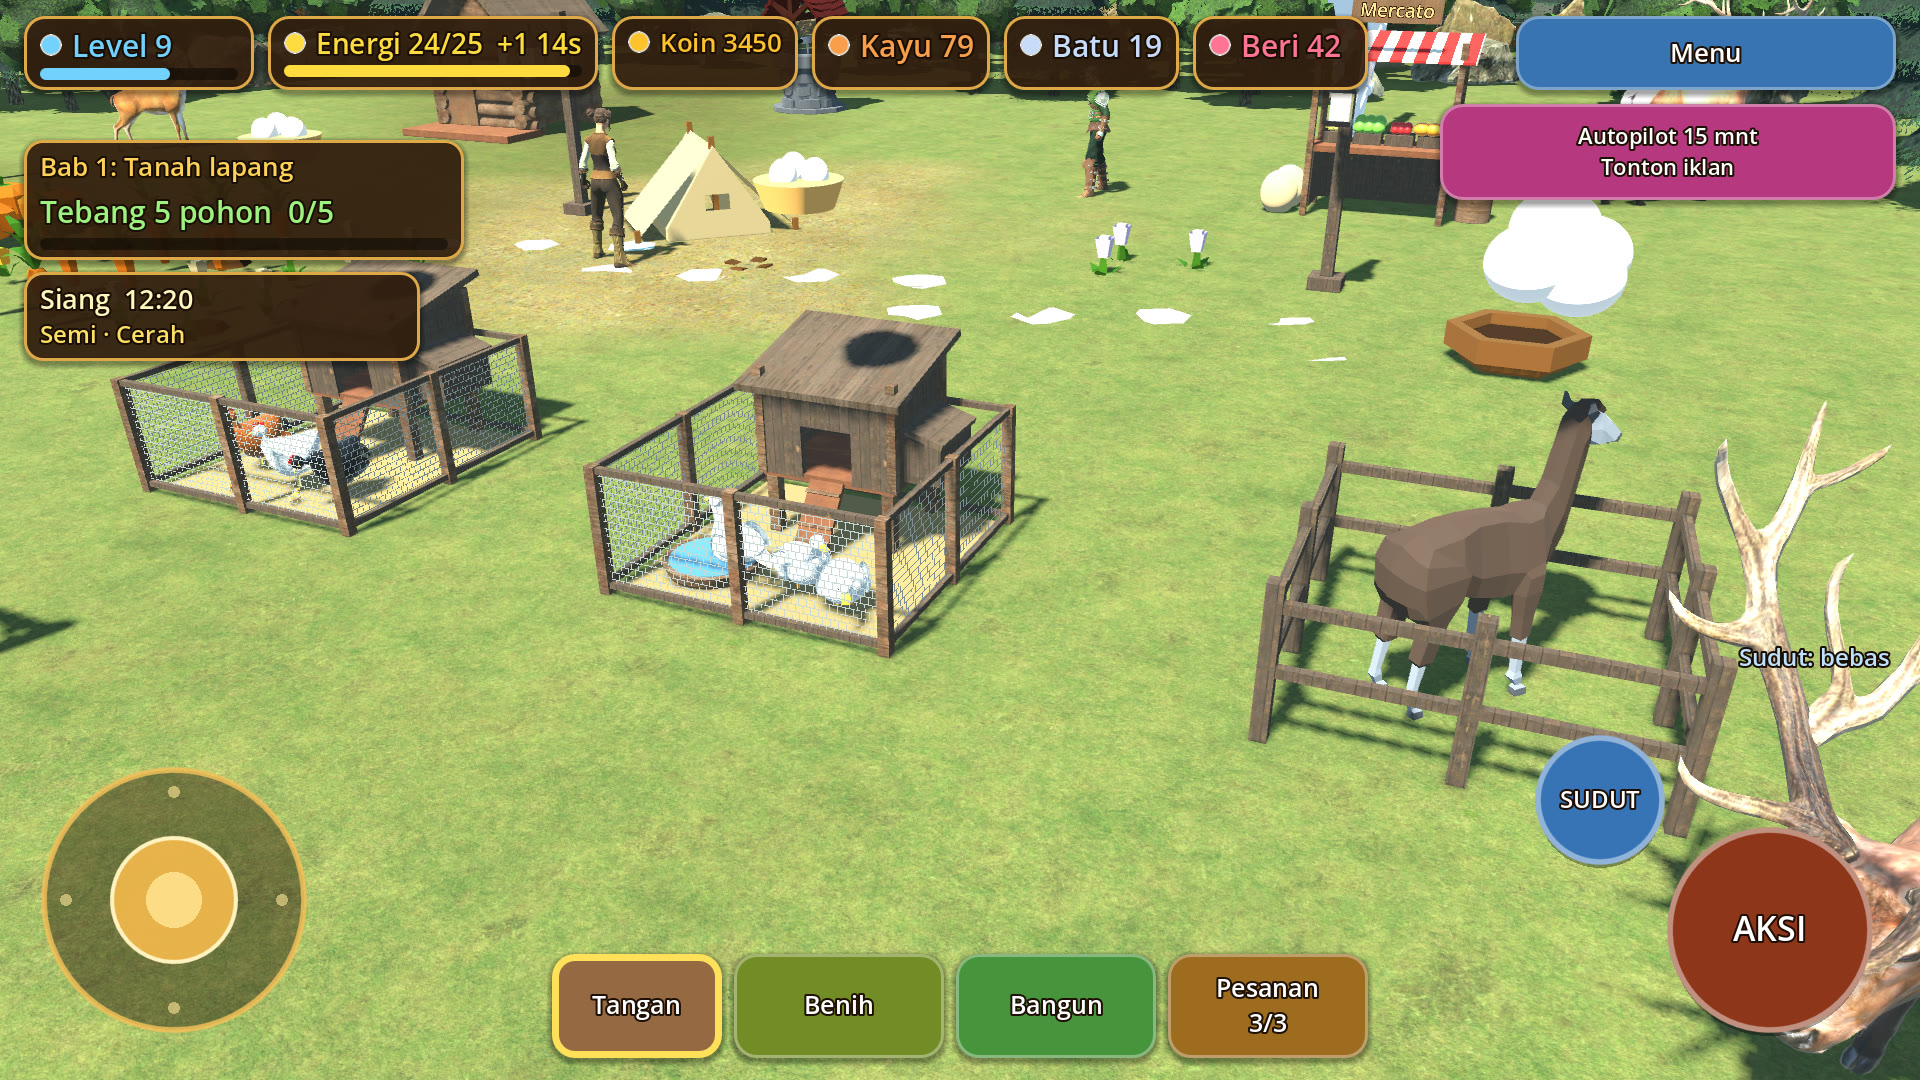 Level 9
Energi 24/25 +1 14s
Koin 3450
Kayu 79
Batu 19
Beri 42
Mercato
Menu
Autopilot 15 mnt
Tonton iklan
Bab 1: Tanah lapang
Tebang 5 pohon 0/5
Siang 12:20
Semi · Cerah
Sudut: bebas
SUDUT
AKSI
Tangan
Benih
Bangun
Pesanan
3/3